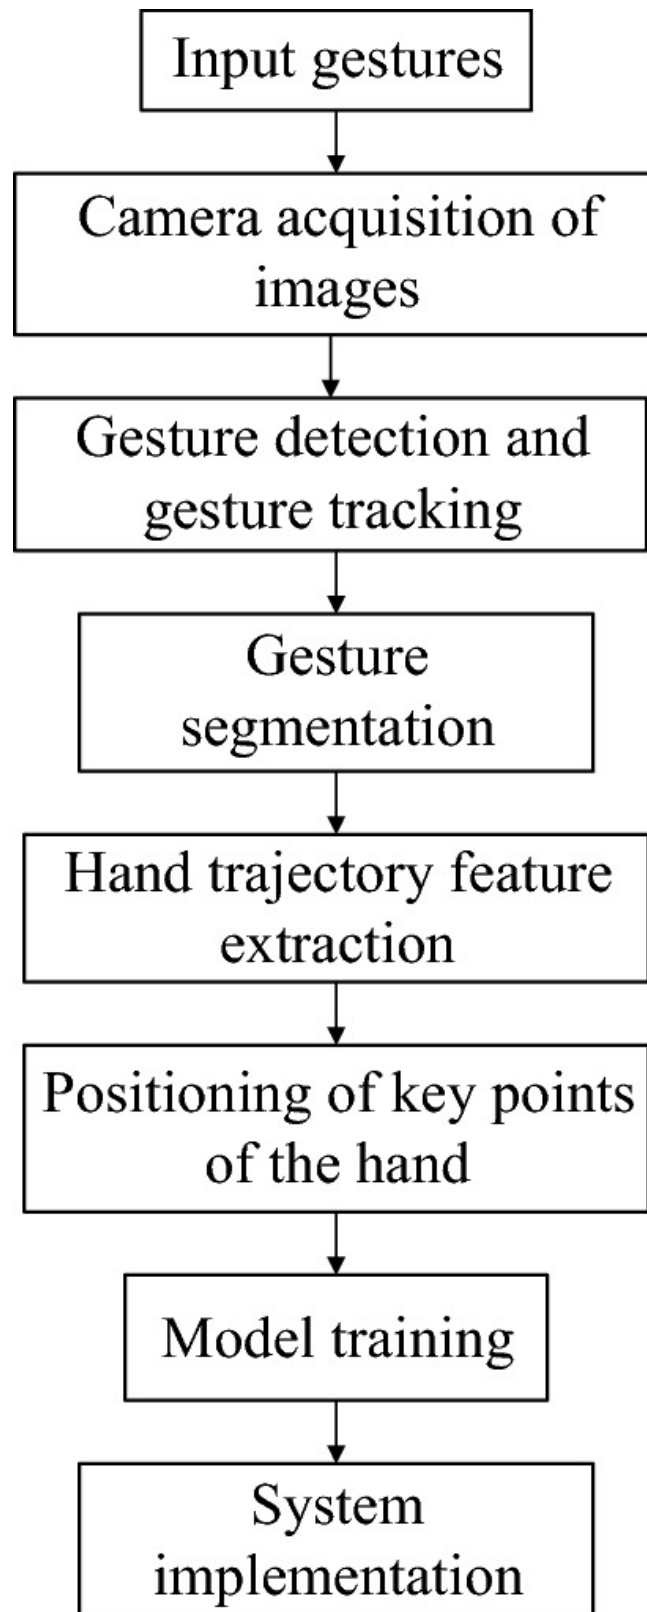 Input gestures
Camera acquisition of
images
Gesture detection and
gesture tracking
Gesture
segmentation
Hand trajectory feature
extraction
Positioning of key points
of the hand
Model training
System
implementation